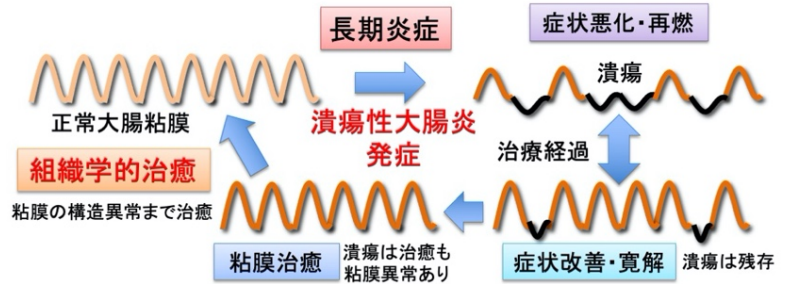 長期炎症
症状悪化・再燃
潰瘍
正常大腸粘膜
潰瘍性大腸炎
発症
治療経過
組織学的治癒
粘膜の構造異常まで治癒
粘膜治癒
潰瘍は治癒も
粘膜異常あり
症状改善・寛解
潰瘍は残存